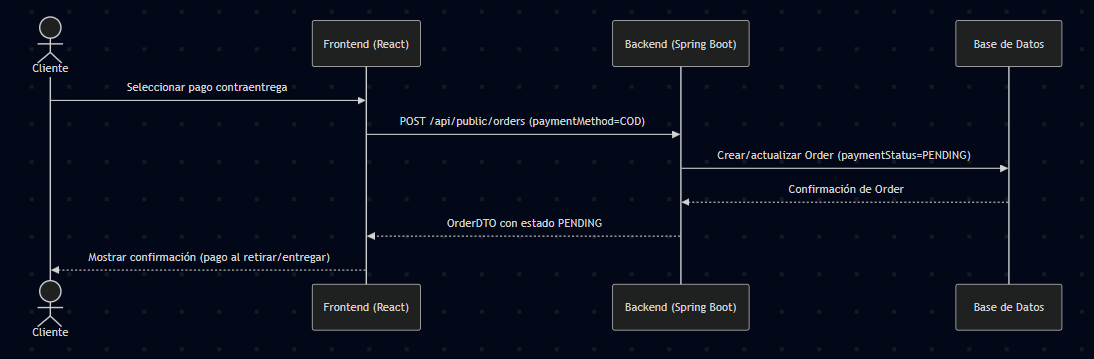 Cliente
Frontend (React)
Backend (Spring Boot)
Base de Datos
Seleccionar pago contraentrega
POST /api/public/orders (paymentMethod=COD)
Crear/actualizar Order (paymentStatus=PENDING)
Confirmación de Order
OrderDTO con estado PENDING
Mostrar confirmación (pago al retirar/entregar)
Cliente
Frontend (React)
Backend (Spring Boot)
Base de Datos